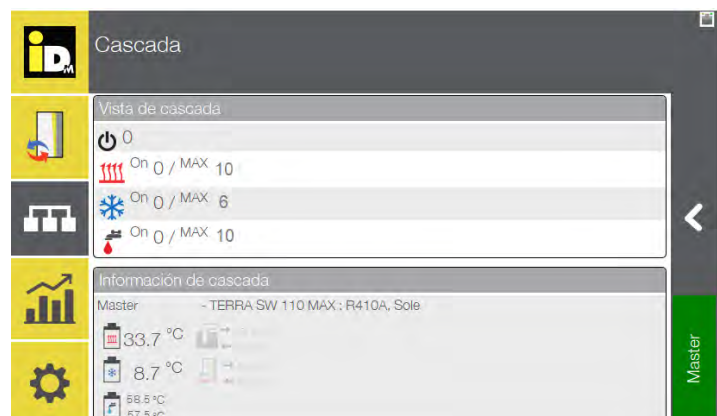 iDM
Cascada
Vista de cascada
0
On 0 / MAX 10
On 0 / MAX 6
On 0 / MAX 10
Información de cascada
Master - TERRA SW 110 MAX : R410A, Sole
33.7 °C
8.7 °C
58.5 °C
57.5 °C
Master